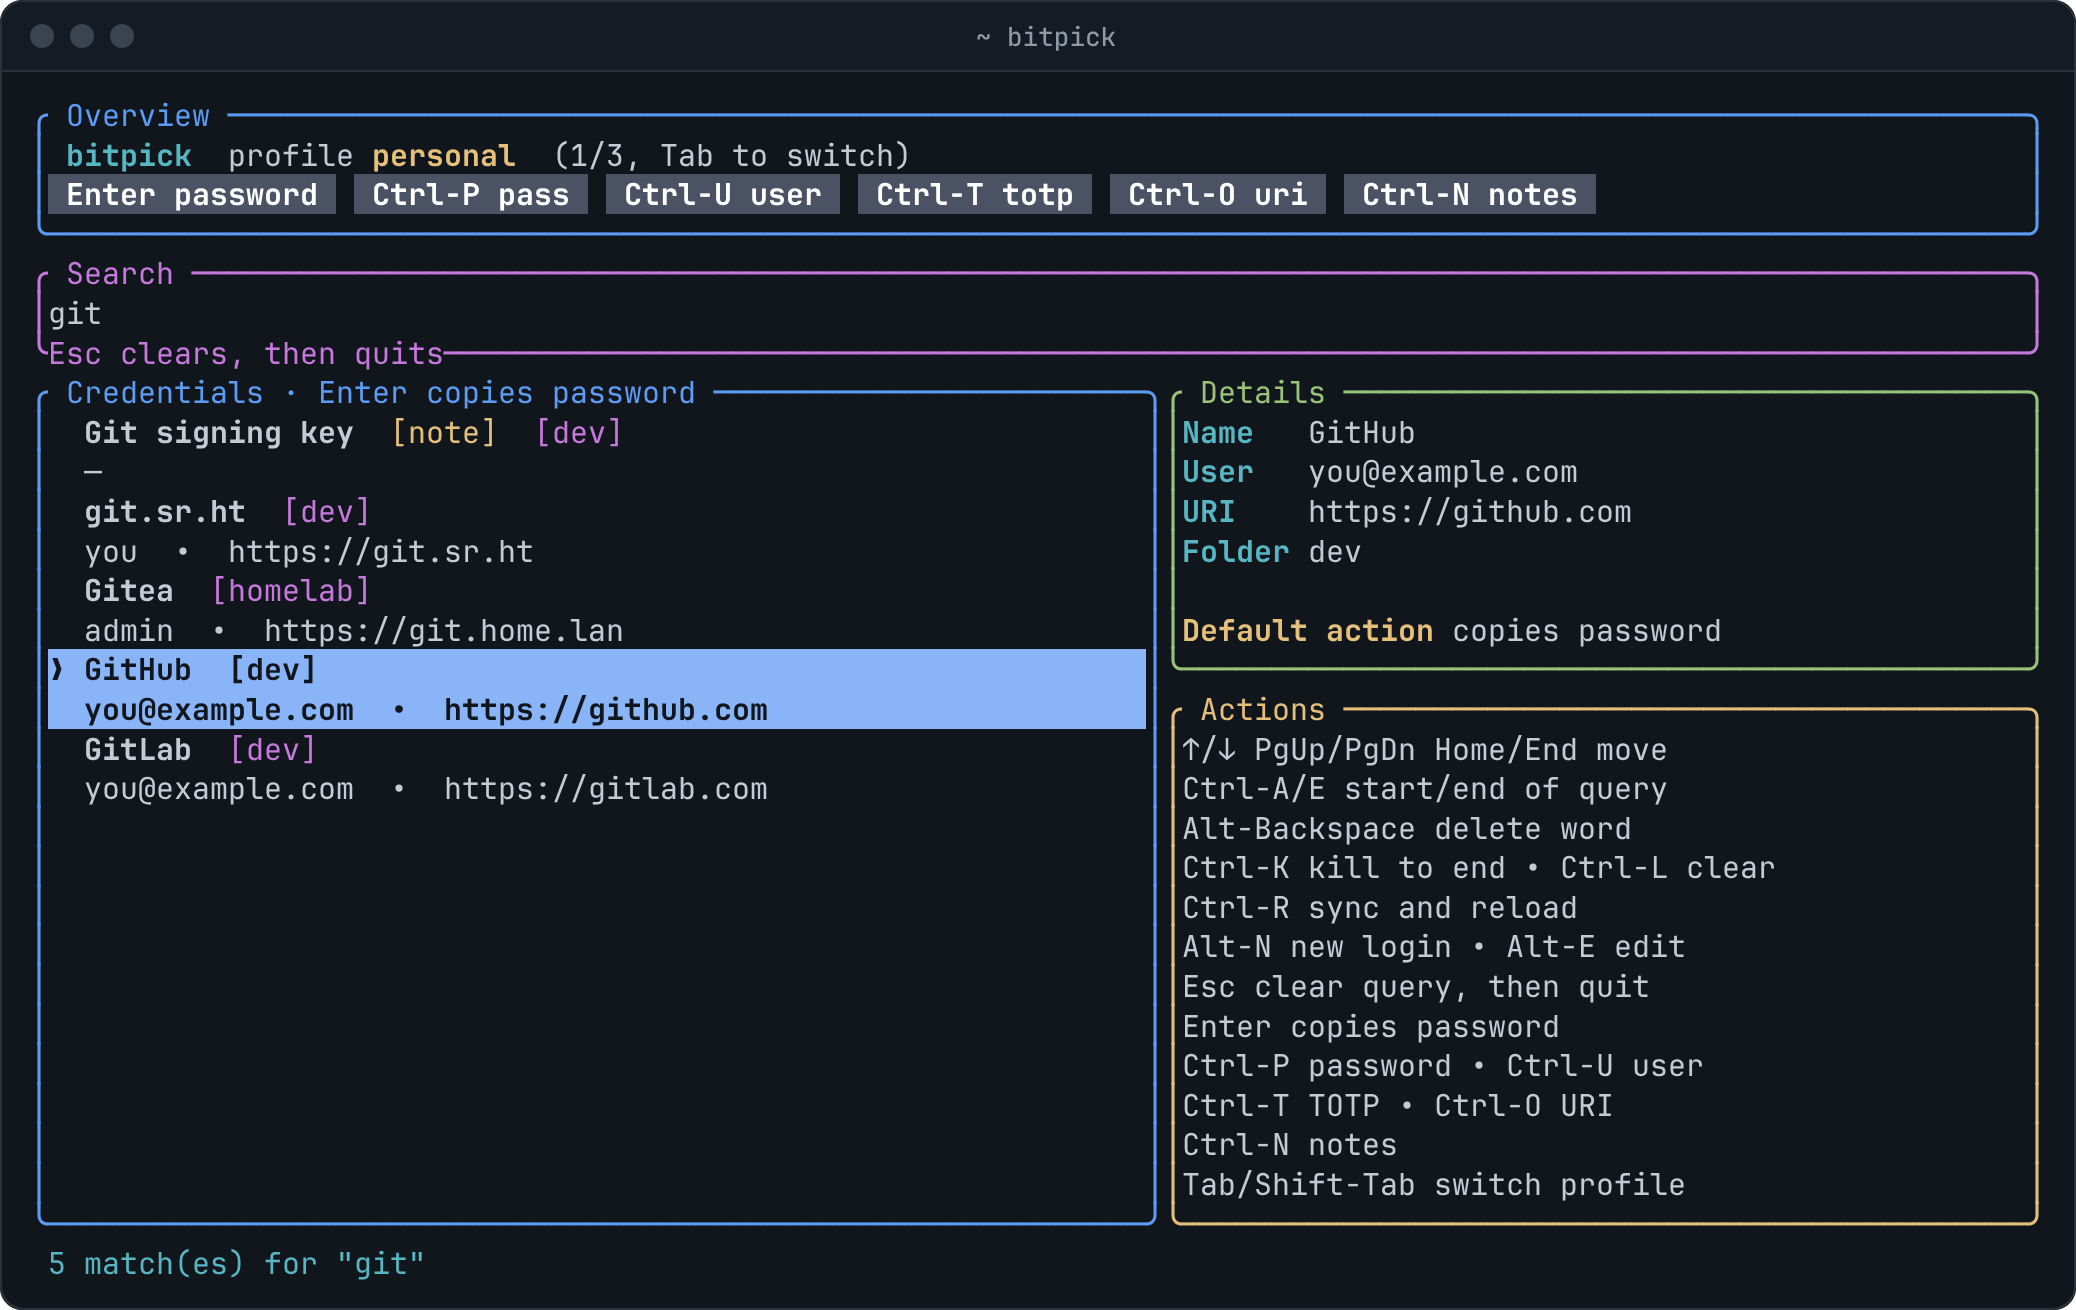 ~ bitpick
Overview
bitpick profile personal (1/3, Tab to switch)
Enter password Ctrl-P pass Ctrl-U user Ctrl-T totp Ctrl-O uri Ctrl-N notes
Search
git
Esc clears, then quits
Credentials · Enter copies password
Git signing key [note] [dev]
—
git.sr.ht [dev]
you • https://git.sr.ht
Gitea [homelab]
admin • https://git.home.lan
❯ GitHub [dev]
you@example.com • https://github.com
GitLab [dev]
you@example.com • https://gitlab.com
Details
Name GitHub
User you@example.com
URI https://github.com
Folder dev
Default action copies password
Actions
↑/↓ PgUp/PgDn Home/End move
Ctrl-A/E start/end of query
Alt-Backspace delete word
Ctrl-K kill to end • Ctrl-L clear
Ctrl-R sync and reload
Alt-N new login • Alt-E edit
Esc clear query, then quit
Enter copies password
Ctrl-P password • Ctrl-U user
Ctrl-T TOTP • Ctrl-O URI
Ctrl-N notes
Tab/Shift-Tab switch profile
5 match(es) for "git"